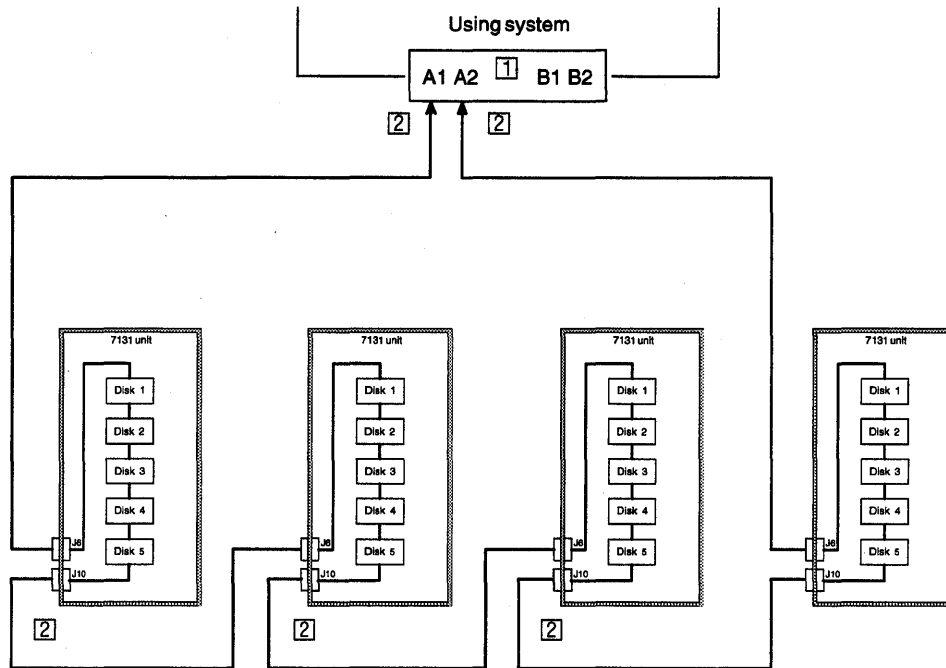 Using system
A1 A2 1 B1 B2
2 2
7131 unit 7131 unit 7131 unit 7131 unit
Disk 1 Disk 1 Disk 1 Disk 1
Disk 2 Disk 2 Disk 2 Disk 2
Disk 3 Disk 3 Disk 3 Disk 3
Disk 4 Disk 4 Disk 4 Disk 4
J6 J6 J6 J6
Disk 5 Disk 5 Disk 5 Disk 5
J10 J10 J10 J10
2 2 2